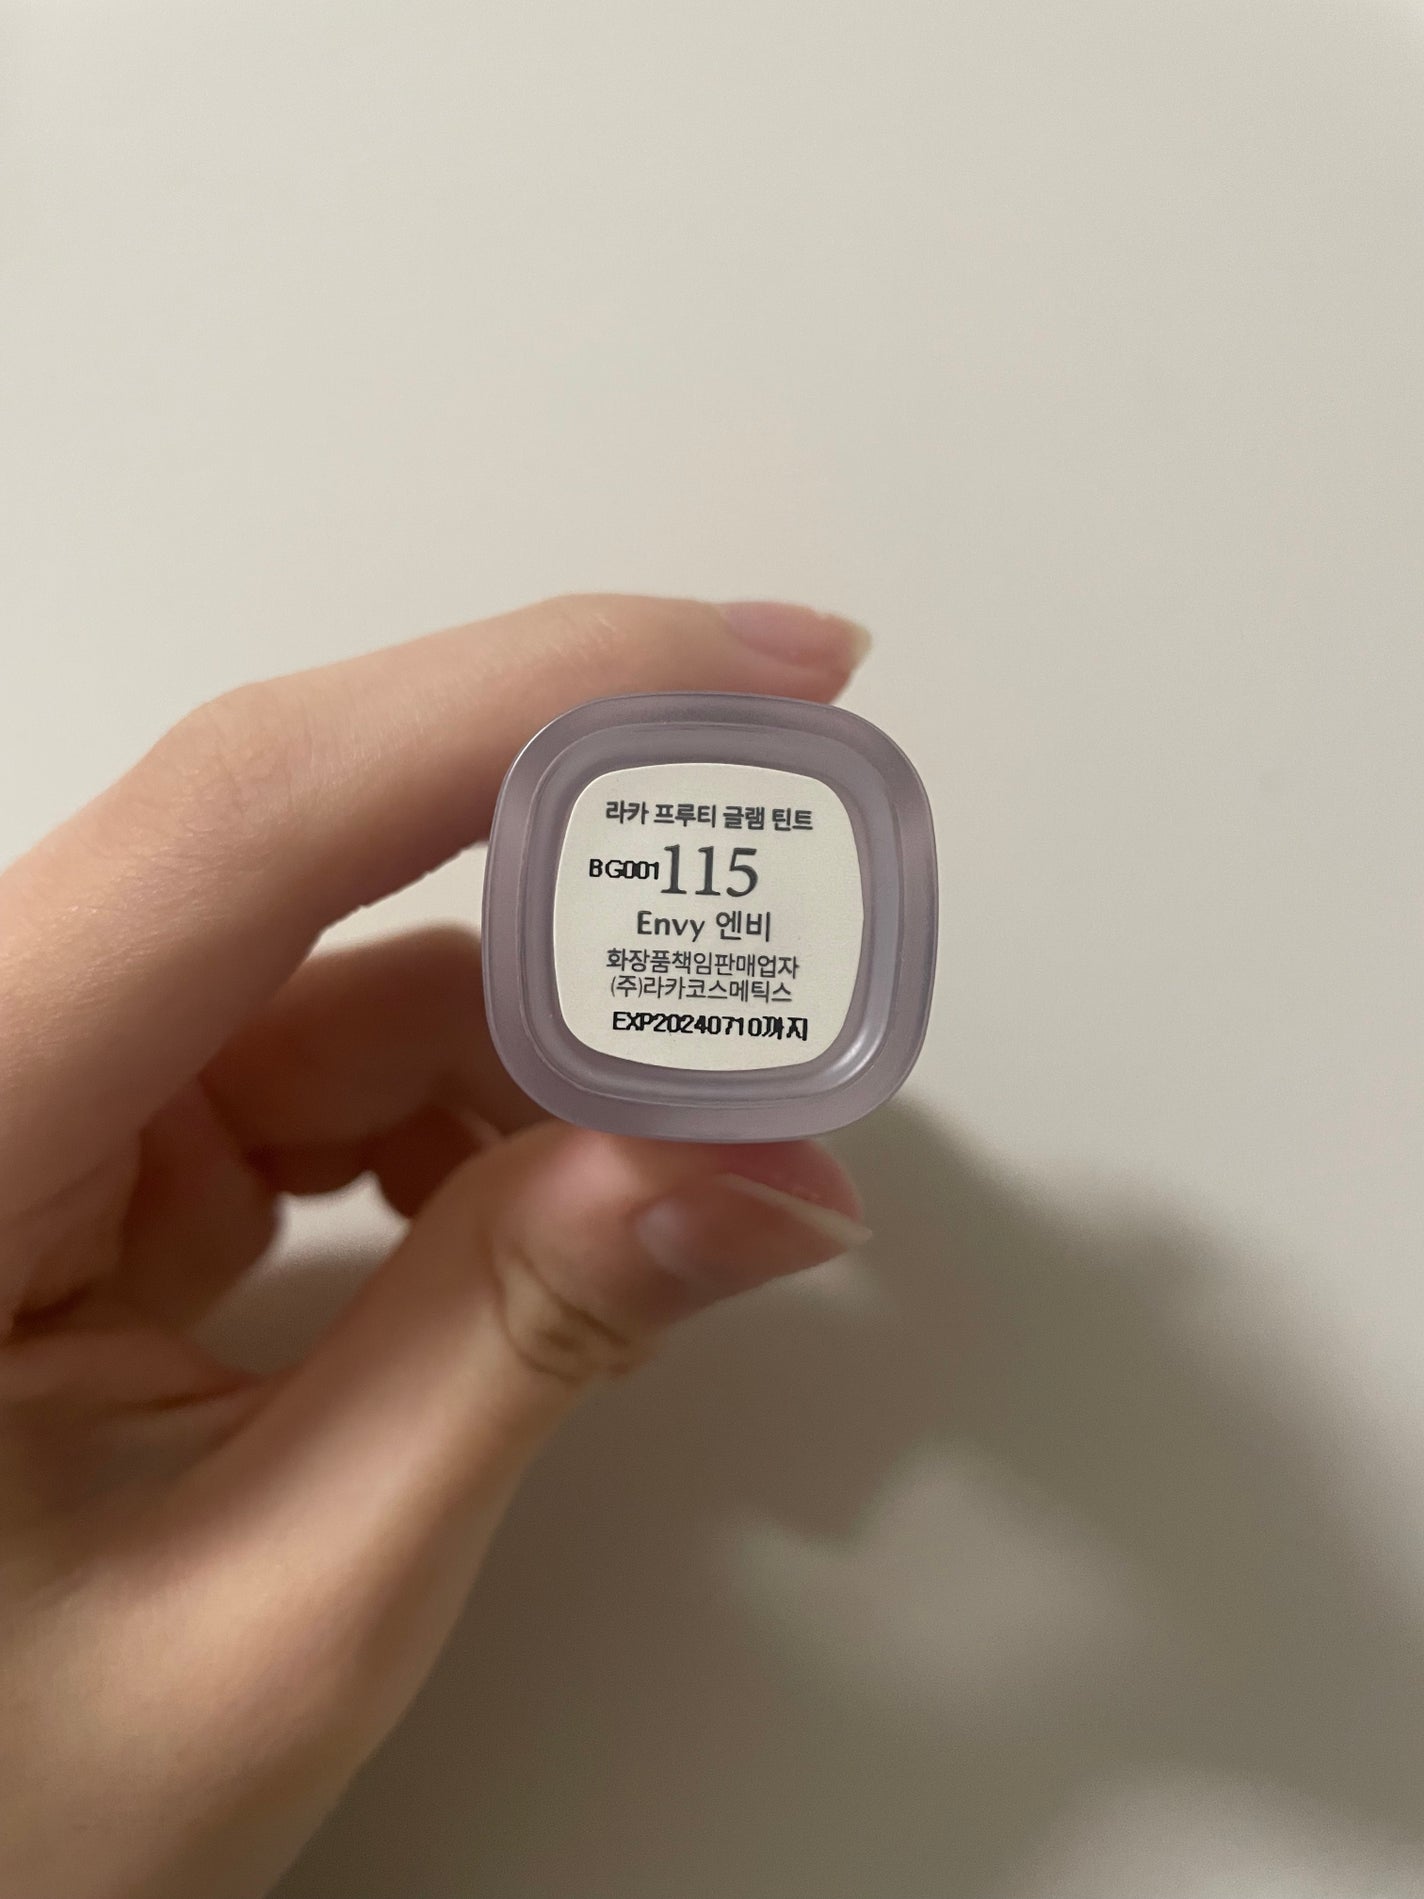 라카 프루티 글램 틴트
BG001 115
Envy 엔비
화장품책임판매업자
(주)라카코스메틱스
EXP20240710까지